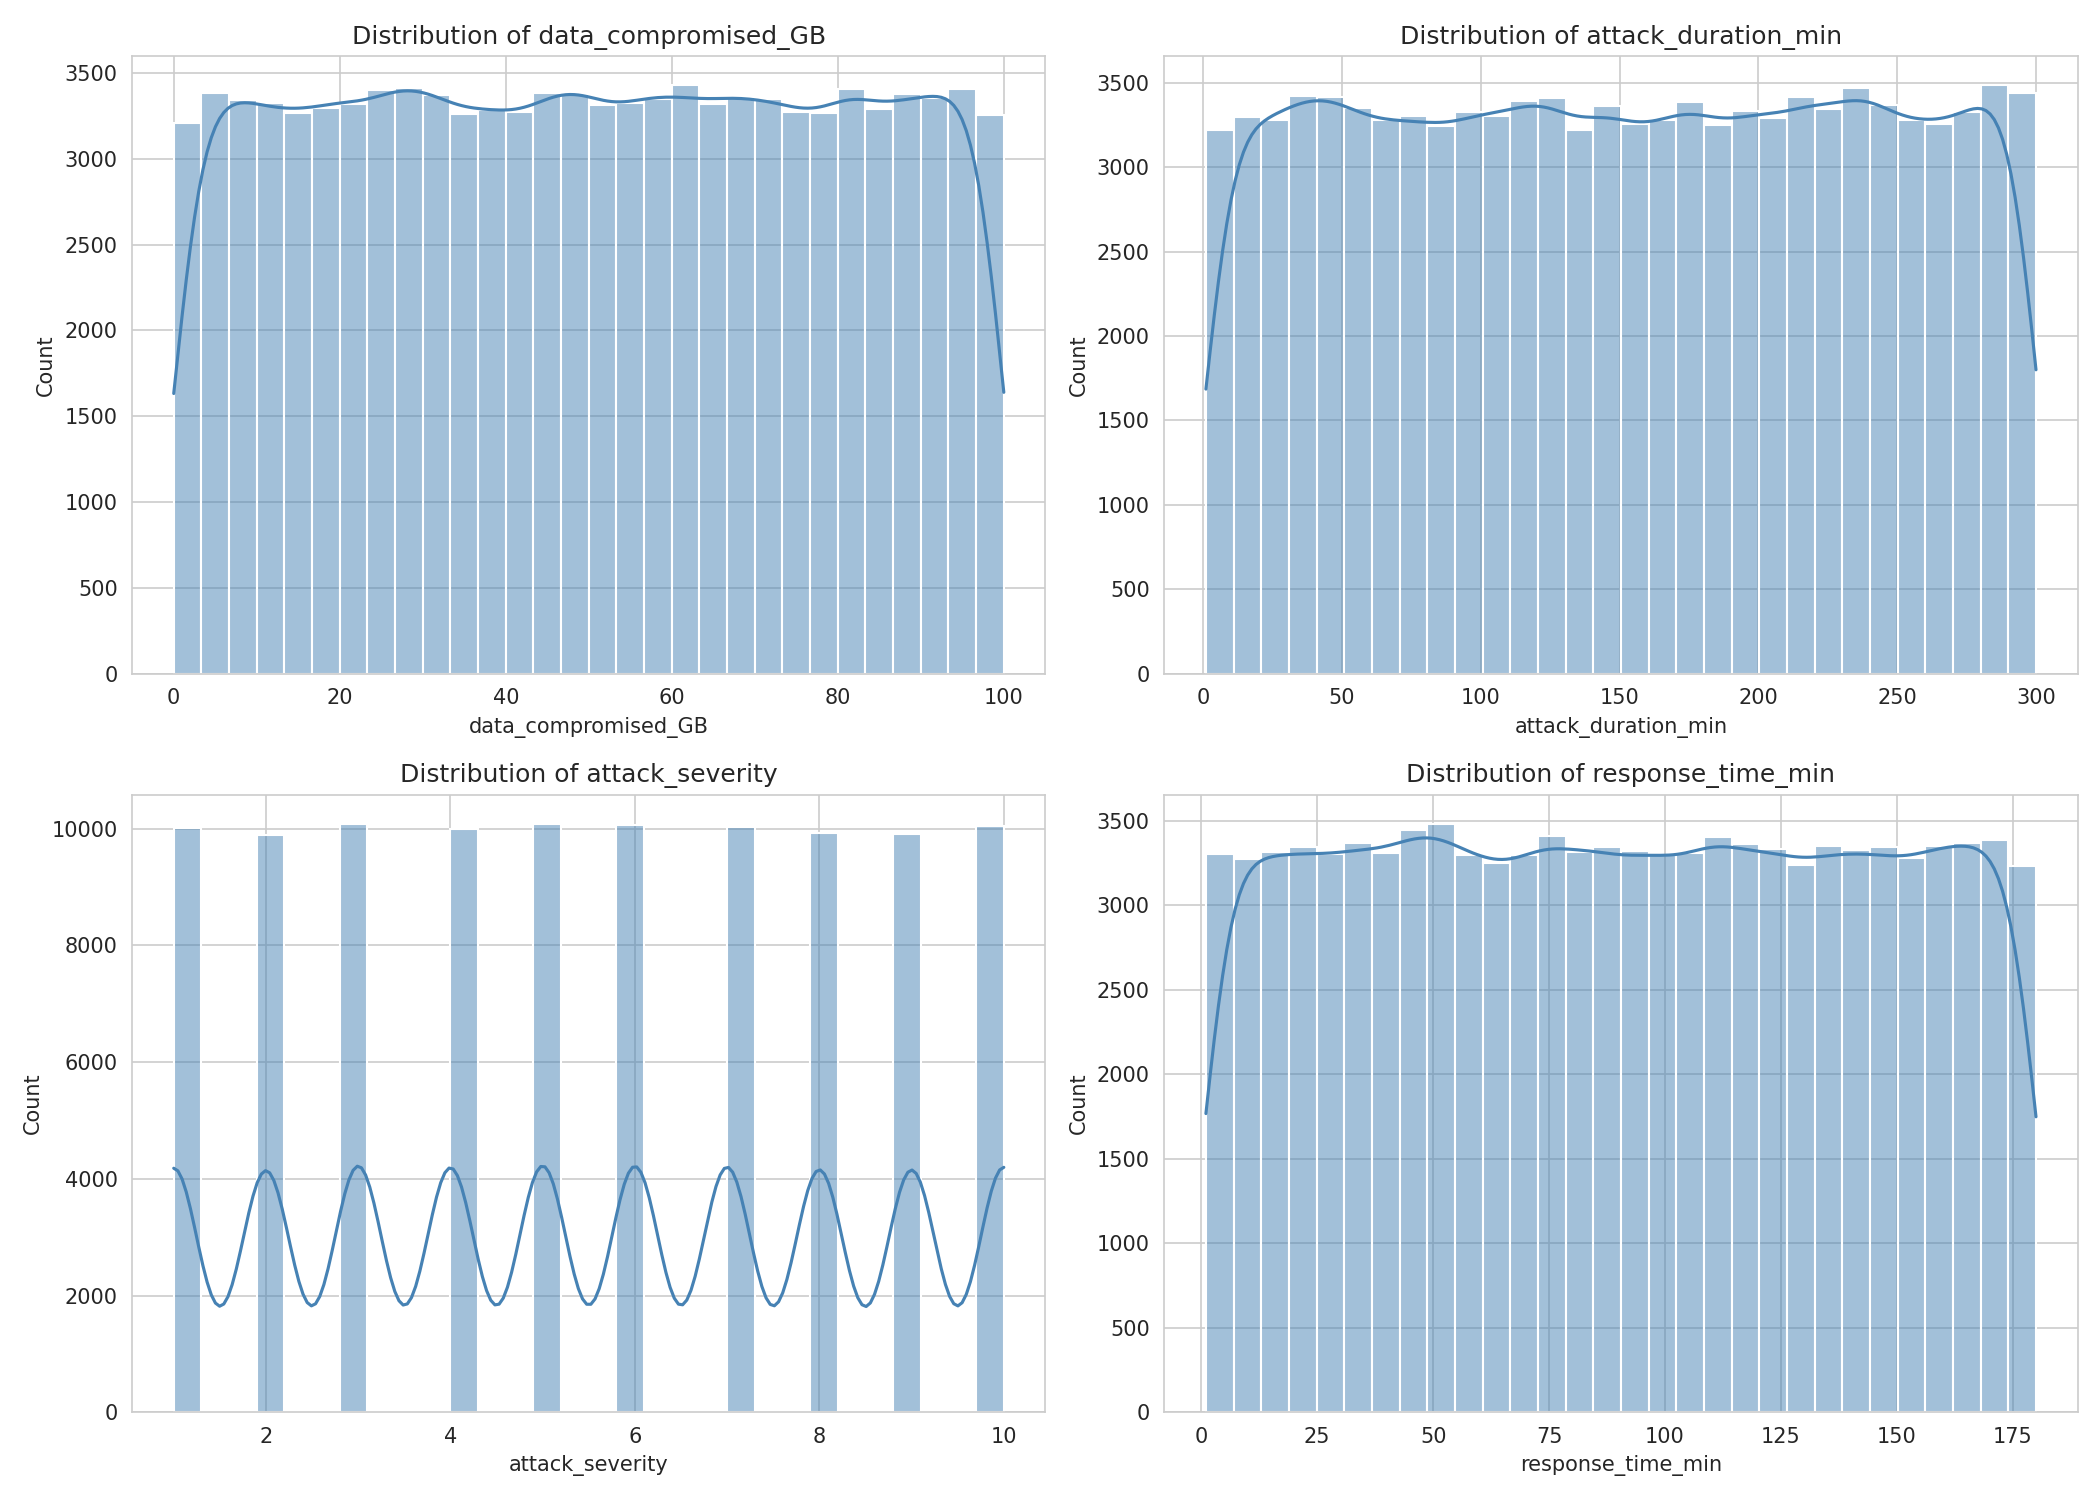 Distribution of data_compromised_GB
3500
3000
2500
2000
1500
1000
500
0
Count
0 20 40 60 80 100
data_compromised_GB
Distribution of attack_duration_min
3500
3000
2500
2000
1500
1000
500
0
Count
0 50 100 150 200 250 300
attack_duration_min
Distribution of attack_severity
10000
8000
6000
4000
2000
0
Count
2 4 6 8 10
attack_severity
Distribution of response_time_min
3500
3000
2500
2000
1500
1000
500
0
Count
0 25 50 75 100 125 150 175
response_time_min